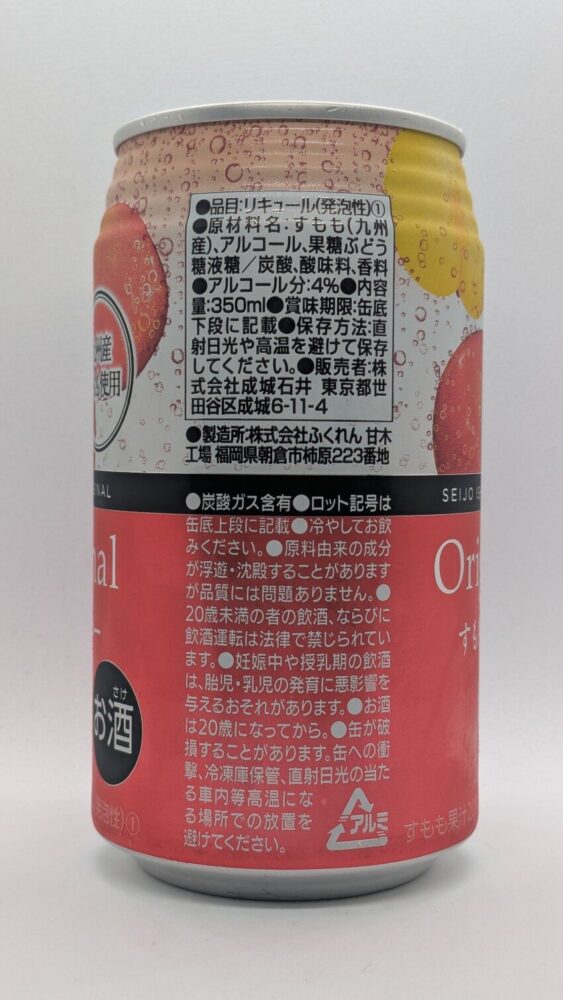 ●品目:リキュール(発泡性)①
●原材料名:すもも(九州
産)、アルコール、果糖ぶどう
糖液糖／炭酸、酸味料、香料
●アルコール分:4%●内容
量:350ml●賞味期限:缶底
下段に記載●保存方法:直
射日光や高温を避けて保存
してください。●販売者:株
式会社成城石井 東京都世
田谷区成城6-11-4
●製造所:株式会社ふくれん 甘木
工場 福岡県朝倉市柿原223番地
●炭酸ガス含有●ロット記号は
缶底上段に記載●冷やしてお飲
みください。●原料由来の成分
が浮遊・沈殿することがあります
が品質には問題ありません。●
20歳未満の者の飲酒、ならびに
飲酒運転は法律で禁じられてい
ます。●妊娠中や授乳期の飲酒
は、胎児・乳児の発育に悪影響を
与えるおそれがあります。●お酒
は20歳になってから。●缶が破
損することがあります。缶への衝
撃、冷凍庫保管、直射日光の当た
る車内等高温にな
る場所での放置を
避けてください。
アルミ
産
使用
INAL
nal
ー
さけ
お酒
発泡性)①
SEIJO IS
Ori
すも
すもも果汁